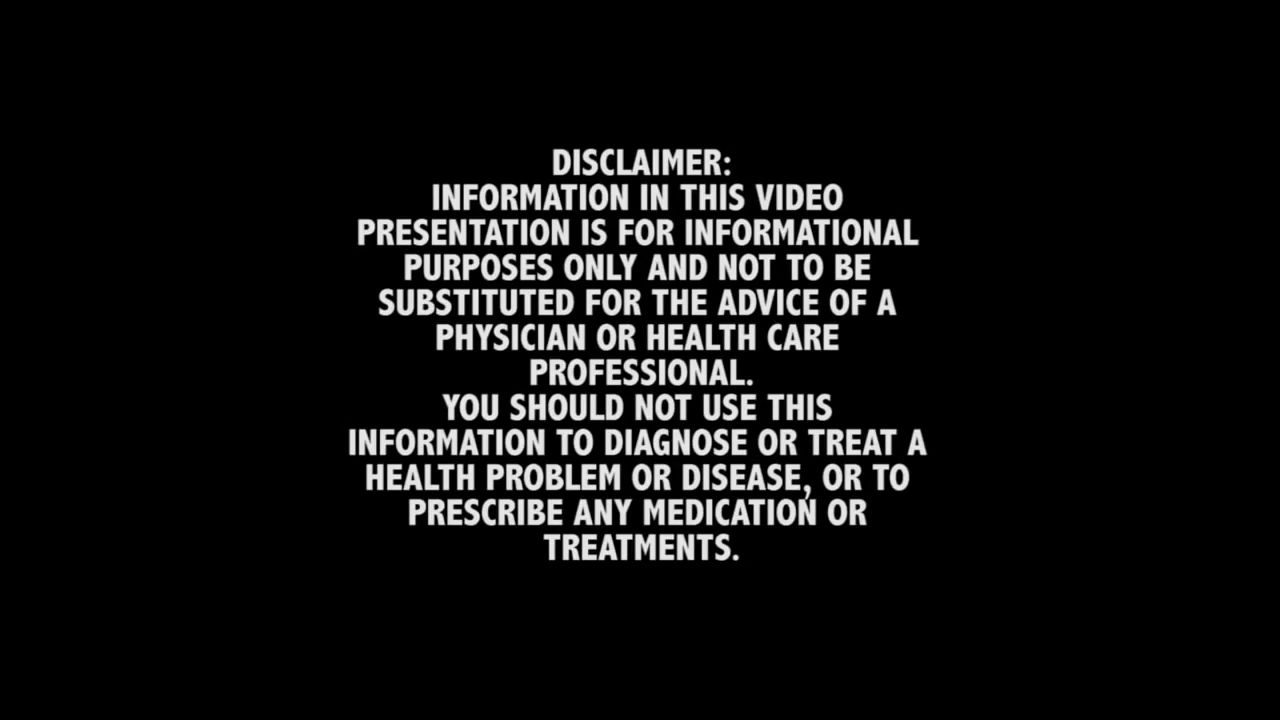 DISCLAIMER:
INFORMATION IN THIS VIDEO
PRESENTATION IS FOR INFORMATIONAL
PURPOSES ONLY AND NOT TO BE
SUBSTITUTED FOR THE ADVICE OF A
PHYSICIAN OR HEALTH CARE
PROFESSIONAL.
YOU SHOULD NOT USE THIS
INFORMATION TO DIAGNOSE OR TREAT A
HEALTH PROBLEM OR DISEASE, OR TO
PRESCRIBE ANY MEDICATION OR
TREATMENTS.